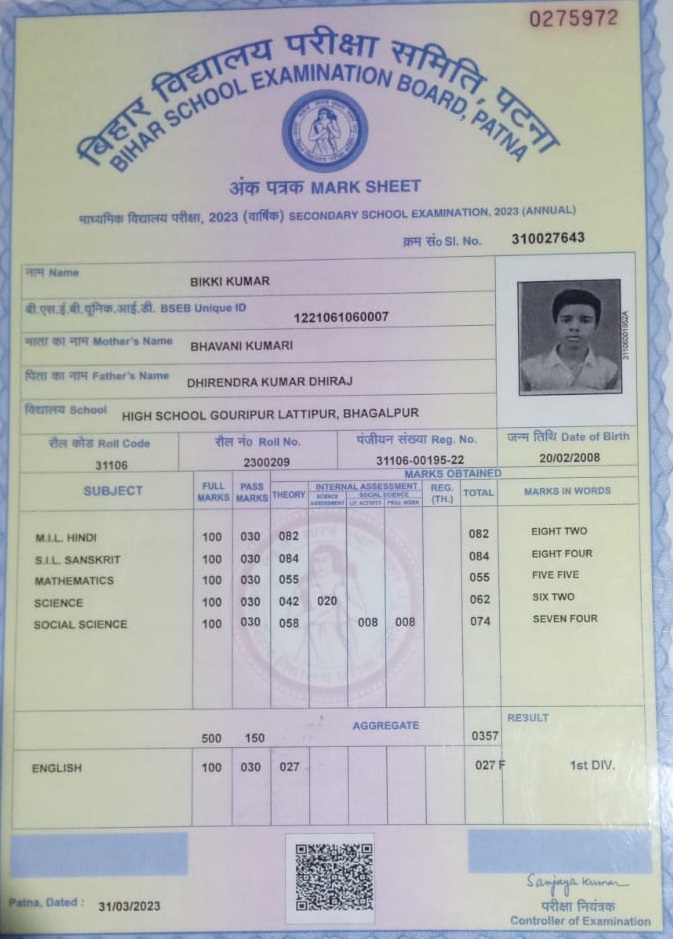 0275972
बिहार विद्यालय परीक्षा समिति, पटना
BIHAR SCHOOL EXAMINATION BOARD, PATNA
अंक पत्रक MARK SHEET
माध्यमिक विद्यालय परीक्षा, 2023 (वार्षिक) SECONDARY SCHOOL EXAMINATION, 2023 (ANNUAL)
क्रम सं० Sl. No. 310027643
नाम Name BIKKI KUMAR
बी.एस.ई.बी.यूनिक.आई.डी. BSEB Unique ID 1221061060007
माता का नाम Mother's Name BHAVANI KUMARI
पिता का नाम Father's Name DHIRENDRA KUMAR DHIRAJ
विद्यालय School HIGH SCHOOL GOURIPUR LATTIPUR, BHAGALPUR
रौल कोड Roll Code रौल नं० Roll No. पंजीयन संख्या Reg. No. जन्म तिथि Date of Birth
31106 2300209 31106-00195-22 20/02/2008
MARKS OBTAINED
SUBJECT FULL MARKS PASS MARKS THEORY INTERNAL ASSESSMENT REG. (TH.) TOTAL MARKS IN WORDS
SCIENCE ASSESSMENT SOCIAL SCIENCE LIT ACTIVITY PROJ. WORK
M.I.L. HINDI 100 030 082 082 EIGHT TWO
S.I.L. SANSKRIT 100 030 084 084 EIGHT FOUR
MATHEMATICS 100 030 055 055 FIVE FIVE
SCIENCE 100 030 042 020 062 SIX TWO
SOCIAL SCIENCE 100 030 058 008 008 074 SEVEN FOUR
AGGREGATE RESULT
500 150 0357
ENGLISH 100 030 027 027 F 1st DIV.
Sanjaya Kumar
Patna, Dated : 31/03/2023
परीक्षा नियंत्रक
Controller of Examination